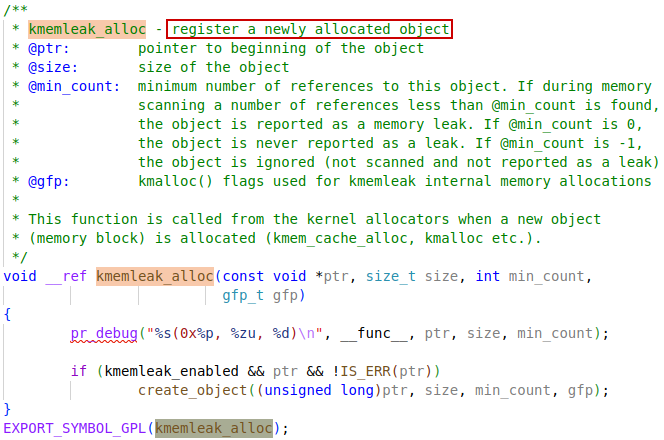 /**
 * kmemleak_alloc - register a newly allocated object
 * @ptr:        pointer to beginning of the object
 * @size:       size of the object
 * @min_count:  minimum number of references to this object. If during memory
 *              scanning a number of references less than @min_count is found,
 *              the object is reported as a memory leak. If @min_count is 0,
 *              the object is never reported as a leak. If @min_count is -1,
 *              the object is ignored (not scanned and not reported as a leak)
 * @gfp:        kmalloc() flags used for kmemleak internal memory allocations
 *
 * This function is called from the kernel allocators when a new object
 * (memory block) is allocated (kmem_cache_alloc, kmalloc etc.).
 */
void __ref kmemleak_alloc(const void *ptr, size_t size, int min_count,
                          gfp_t gfp)
{
        pr_debug("%s(0x%p, %zu, %d)\n", __func__, ptr, size, min_count);

        if (kmemleak_enabled && ptr && !IS_ERR(ptr))
                create_object((unsigned long)ptr, size, min_count, gfp);
}
EXPORT_SYMBOL_GPL(kmemleak_alloc);